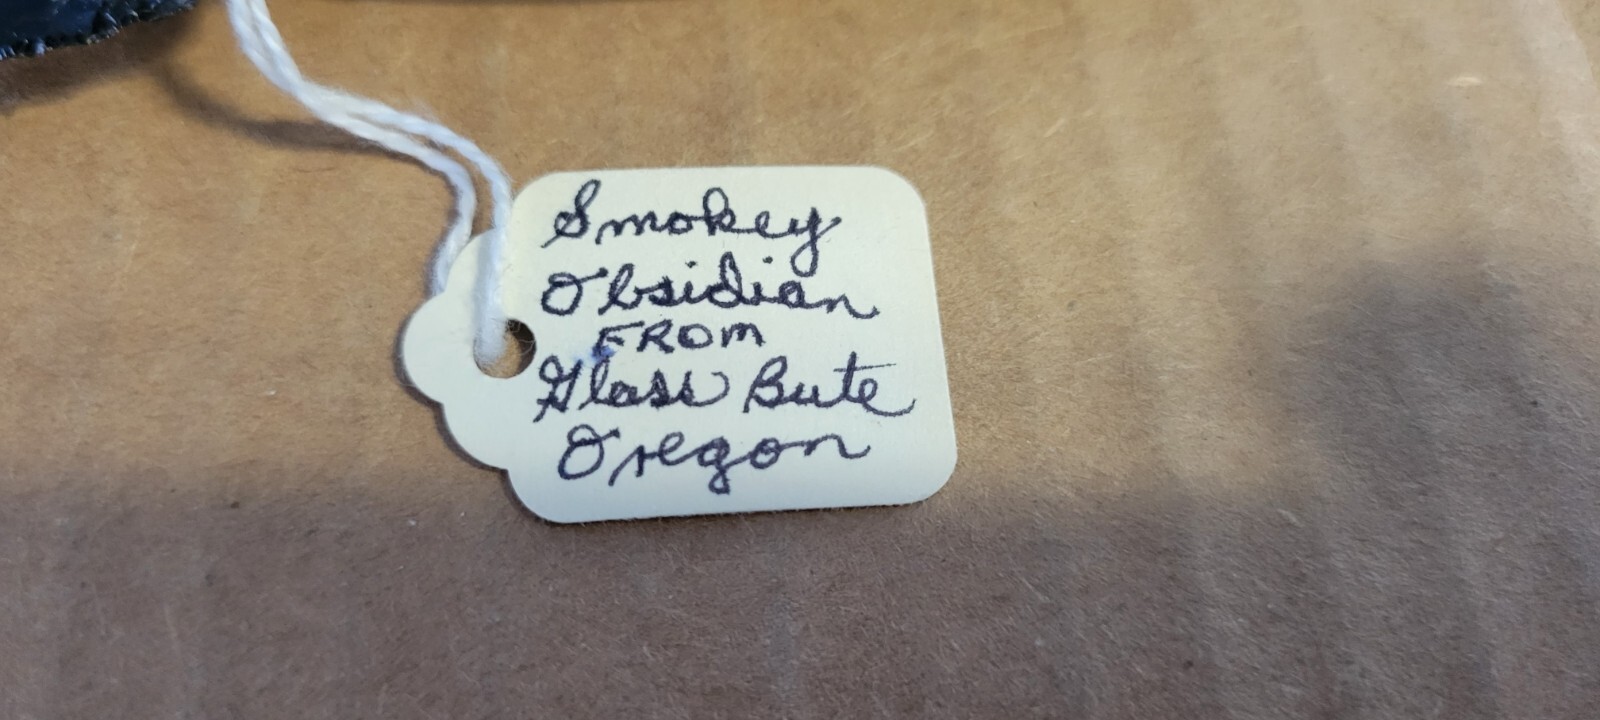 Smokey
Obsidian
FROM
Glass Bute
Oregon